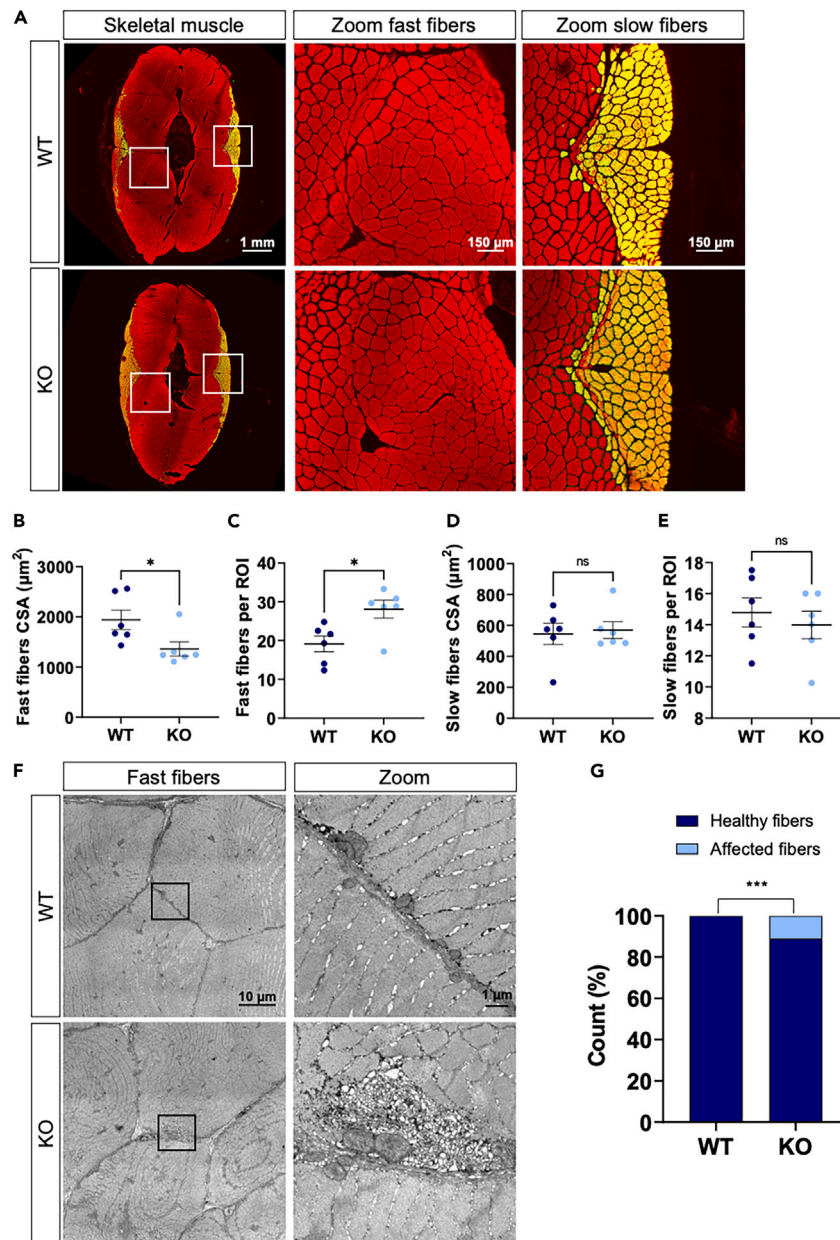 A
Skeletal muscle
Zoom fast fibers
Zoom slow fibers
WT
1 mm
150 µm
150 µm
KO
B
Fast fibers CSA (µm²)
3000
2000
1000
0
*
WT
KO
C
Fast fibers per ROI
40
30
20
10
0
*
WT
KO
D
Slow fibers CSA (µm²)
1000
800
600
400
200
0
ns
WT
KO
E
Slow fibers per ROI
18
16
14
12
10
8
ns
WT
KO
F
Fast fibers
Zoom
WT
10 µm
1 µm
KO
G
Healthy fibers
Affected fibers
***
Count (%)
100
80
60
40
20
0
WT
KO